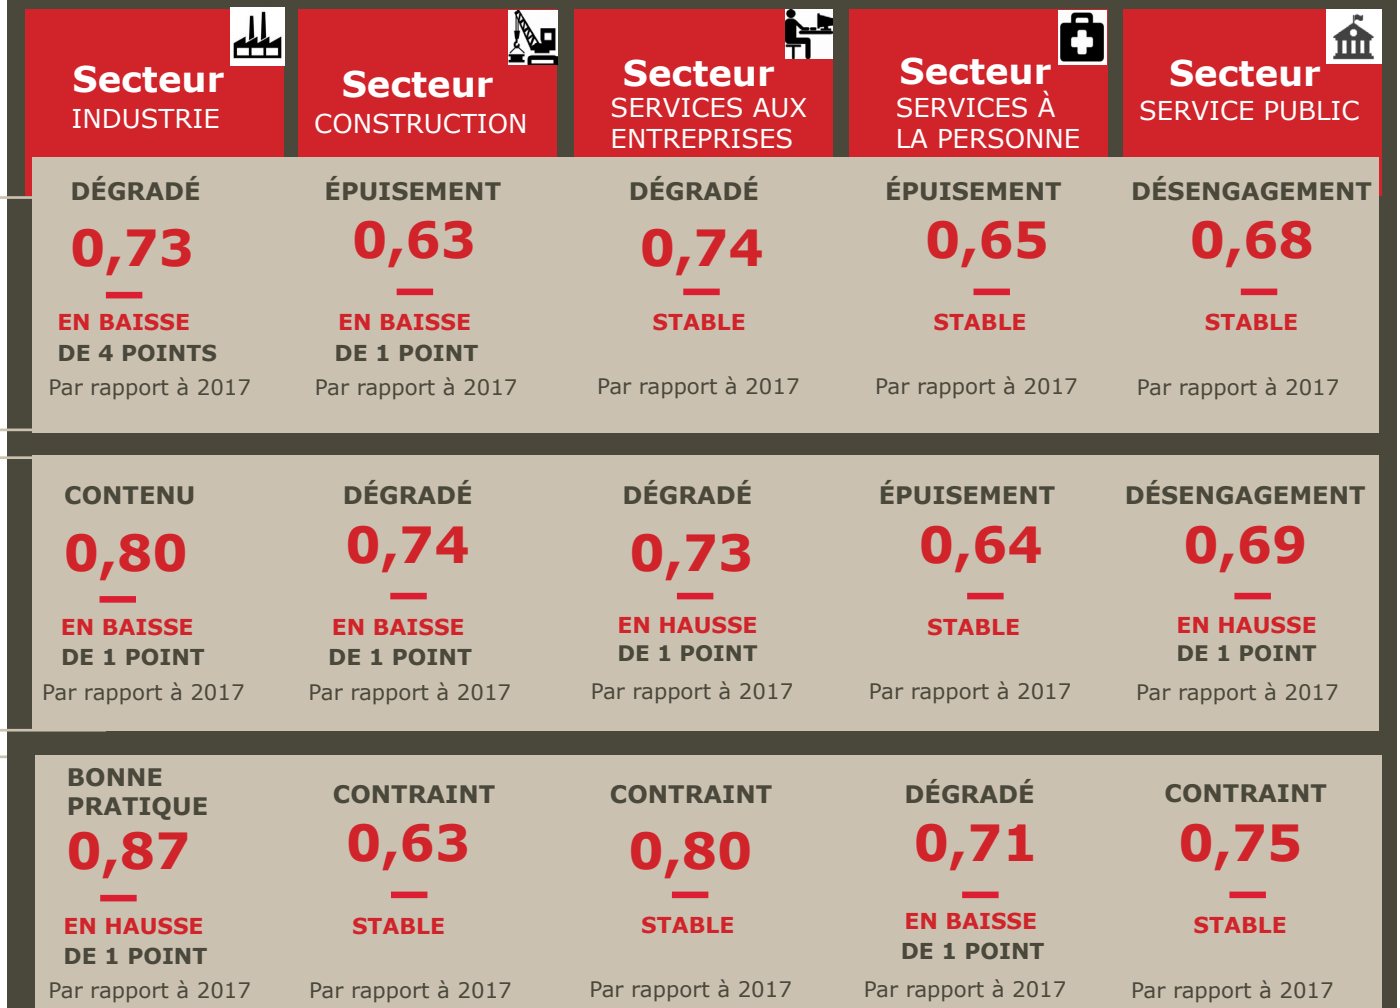 Secteur
INDUSTRIE
Secteur
CONSTRUCTION
Secteur
SERVICES AUX
ENTREPRISES
Secteur
SERVICES À
LA PERSONNE
Secteur
SERVICE PUBLIC
DÉGRADÉ
0,73
EN BAISSE
DE 4 POINTS
Par rapport à 2017
ÉPUISEMENT
0,63
EN BAISSE
DE 1 POINT
Par rapport à 2017
DÉGRADÉ
0,74
STABLE
Par rapport à 2017
ÉPUISEMENT
0,65
STABLE
Par rapport à 2017
DÉSENGAGEMENT
0,68
STABLE
Par rapport à 2017
CONTENU
0,80
EN BAISSE
DE 1 POINT
Par rapport à 2017
DÉGRADÉ
0,74
EN BAISSE
DE 1 POINT
Par rapport à 2017
DÉGRADÉ
0,73
EN HAUSSE
DE 1 POINT
Par rapport à 2017
ÉPUISEMENT
0,64
STABLE
Par rapport à 2017
DÉSENGAGEMENT
0,69
EN HAUSSE
DE 1 POINT
Par rapport à 2017
BONNE
PRATIQUE
0,87
EN HAUSSE
DE 1 POINT
Par rapport à 2017
CONTRAINT
0,63
STABLE
Par rapport à 2017
CONTRAINT
0,80
STABLE
Par rapport à 2017
DÉGRADÉ
0,71
EN BAISSE
DE 1 POINT
Par rapport à 2017
CONTRAINT
0,75
STABLE
Par rapport à 2017